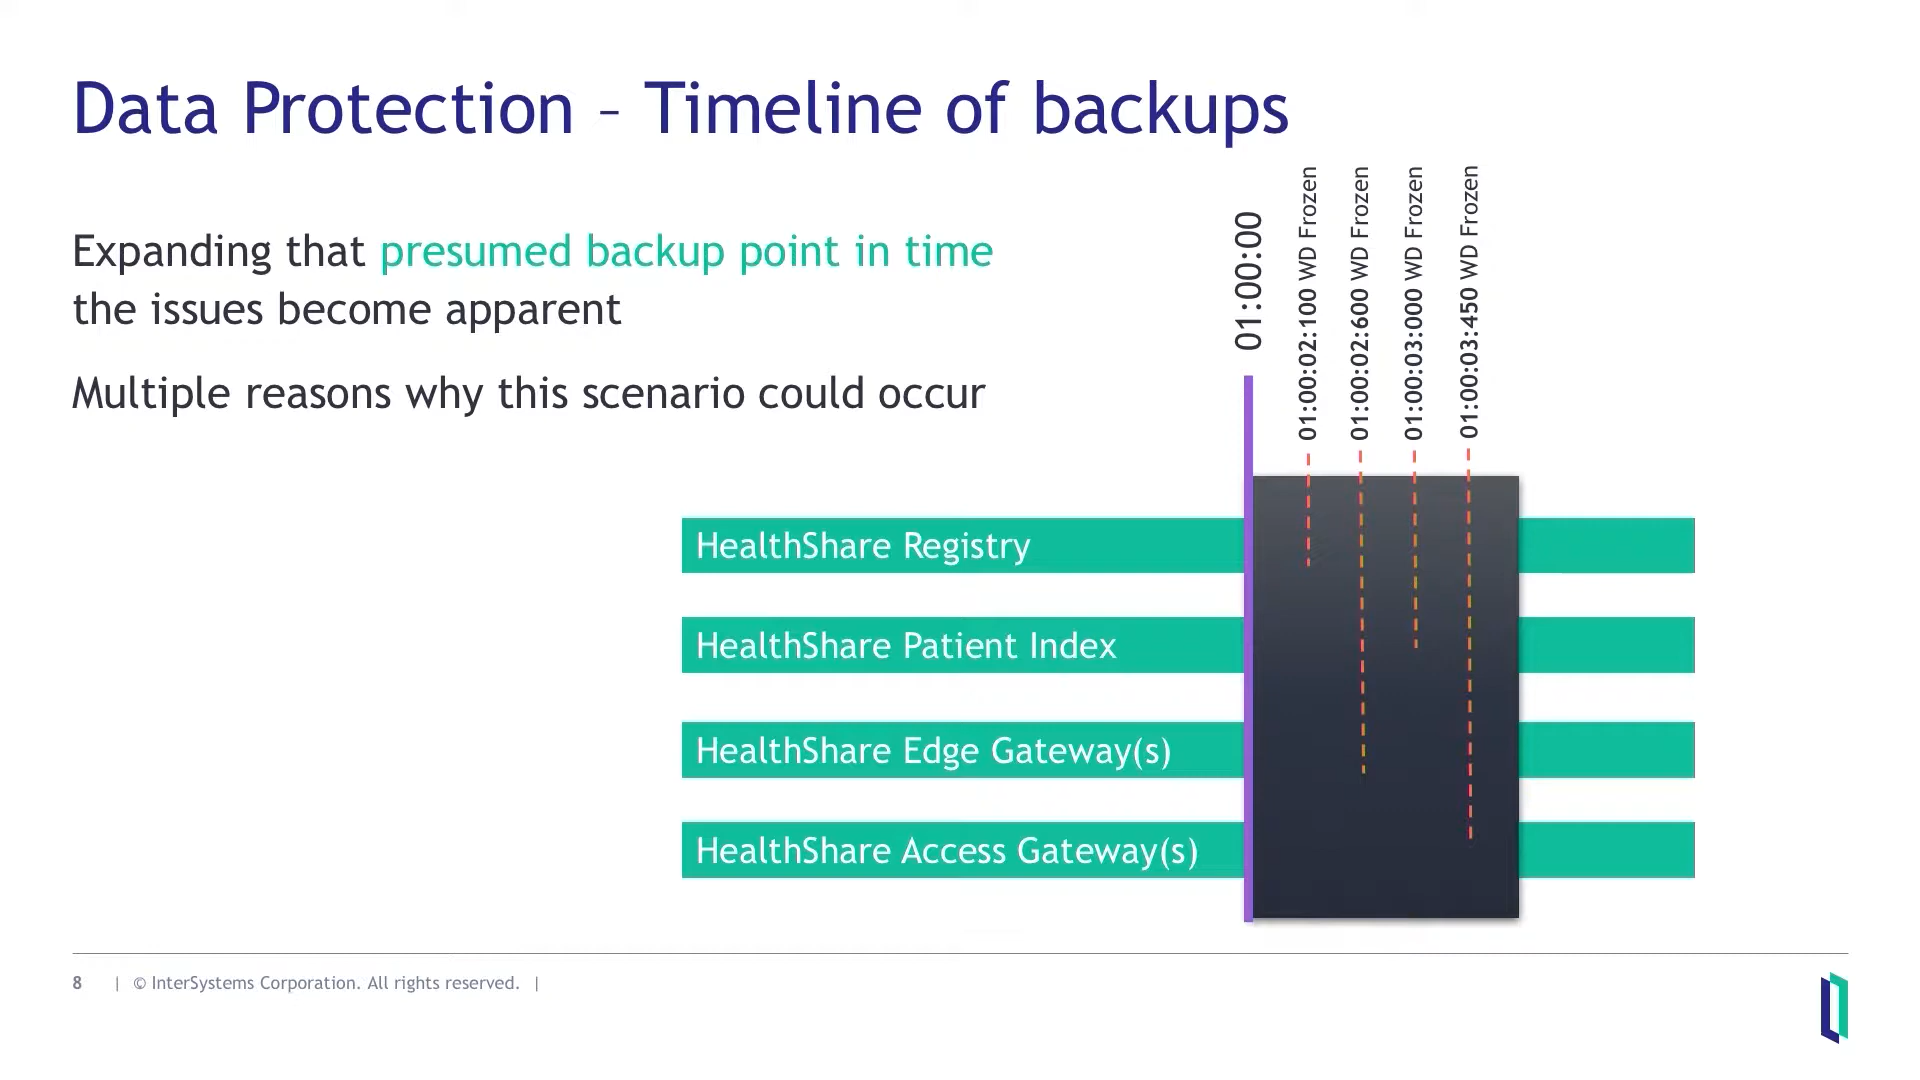 Data Protection – Timeline of backups
Expanding that presumed backup point in time
the issues become apparent
Multiple reasons why this scenario could occur
01:00:00
01:00:02:100 WD Frozen
01:00:02:600 WD Frozen
01:00:03:000 WD Frozen
01:00:03:450 WD Frozen
HealthShare Registry
HealthShare Patient Index
HealthShare Edge Gateway(s)
HealthShare Access Gateway(s)
8 | © InterSystems Corporation. All rights reserved. |